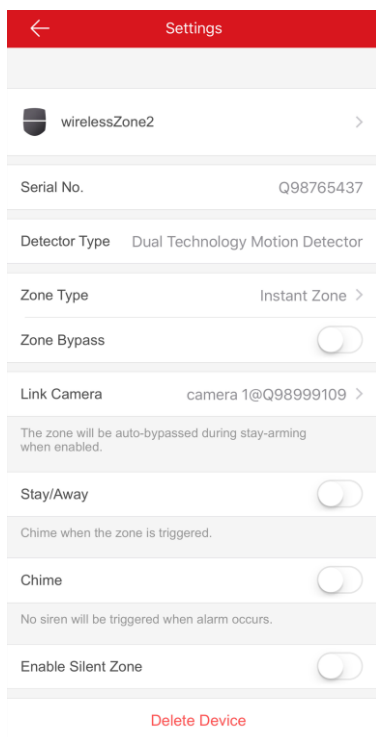 Settings
wirelessZone2
Serial No. Q98765437
Detector Type Dual Technology Motion Detector
Zone Type Instant Zone
Zone Bypass
Link Camera camera 1@Q98999109
The zone will be auto-bypassed during stay-arming
when enabled.
Stay/Away
Chime when the zone is triggered.
Chime
No siren will be triggered when alarm occurs.
Enable Silent Zone
Delete Device